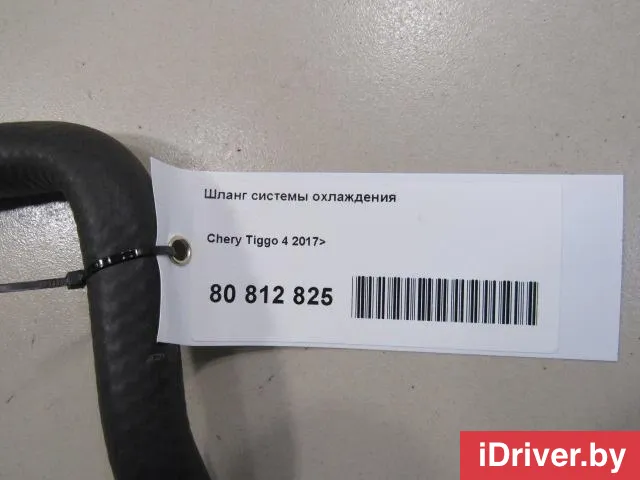 Шланг системы охлаждения
Chery Tiggo 4 2017>
80 812 825
iDriver.by